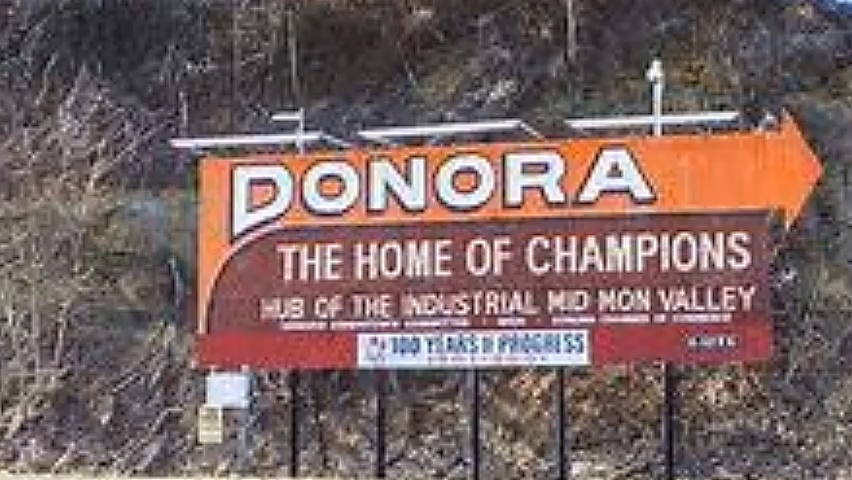 DONORA
THE HOME OF CHAMPIONS
HUB OF THE INDUSTRIAL MID MON VALLEY
100 YEARS OF PROGRESS